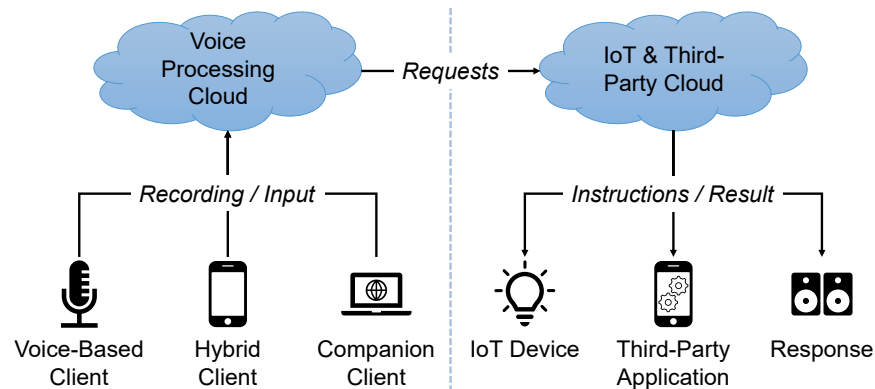 Voice
Processing
Cloud
Requests
IoT & Third-
Party Cloud
Recording / Input
Instructions / Result
Voice-Based
Client
Hybrid
Client
Companion
Client
IoT Device
Third-Party
Application
Response